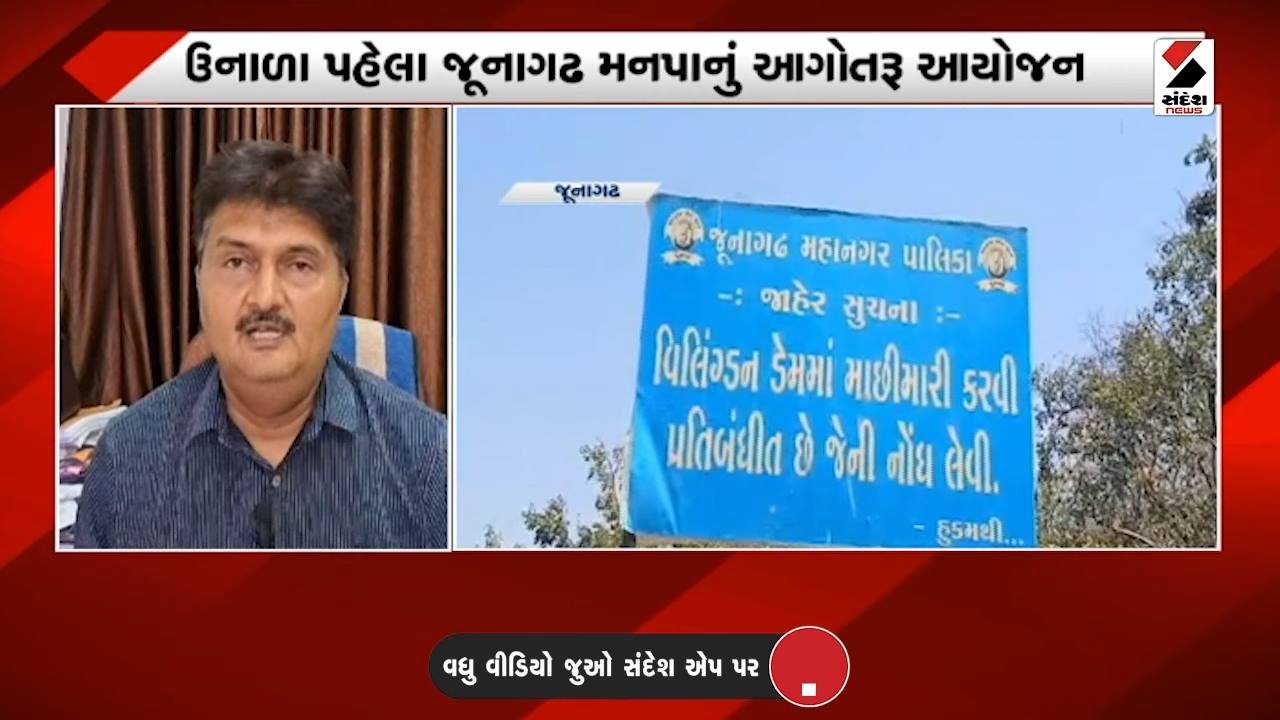 ઉનાળા પહેલા જૂનાગઢ મનપાનું આગોતરૂ આયોજન
સંદેશ
NEWS
જૂનાગઢ
જૂનાગઢ મહાનગર પાલિકા
-: જાહેર સુચના :-
વિલિંગ્ડન ડેમમાં માછીમારી કરવી
પ્રતિબંધીત છે જેની નોંધ લેવી.
- હુકમથી...
વધુ વીડિયો જુઓ સંદેશ એપ પર